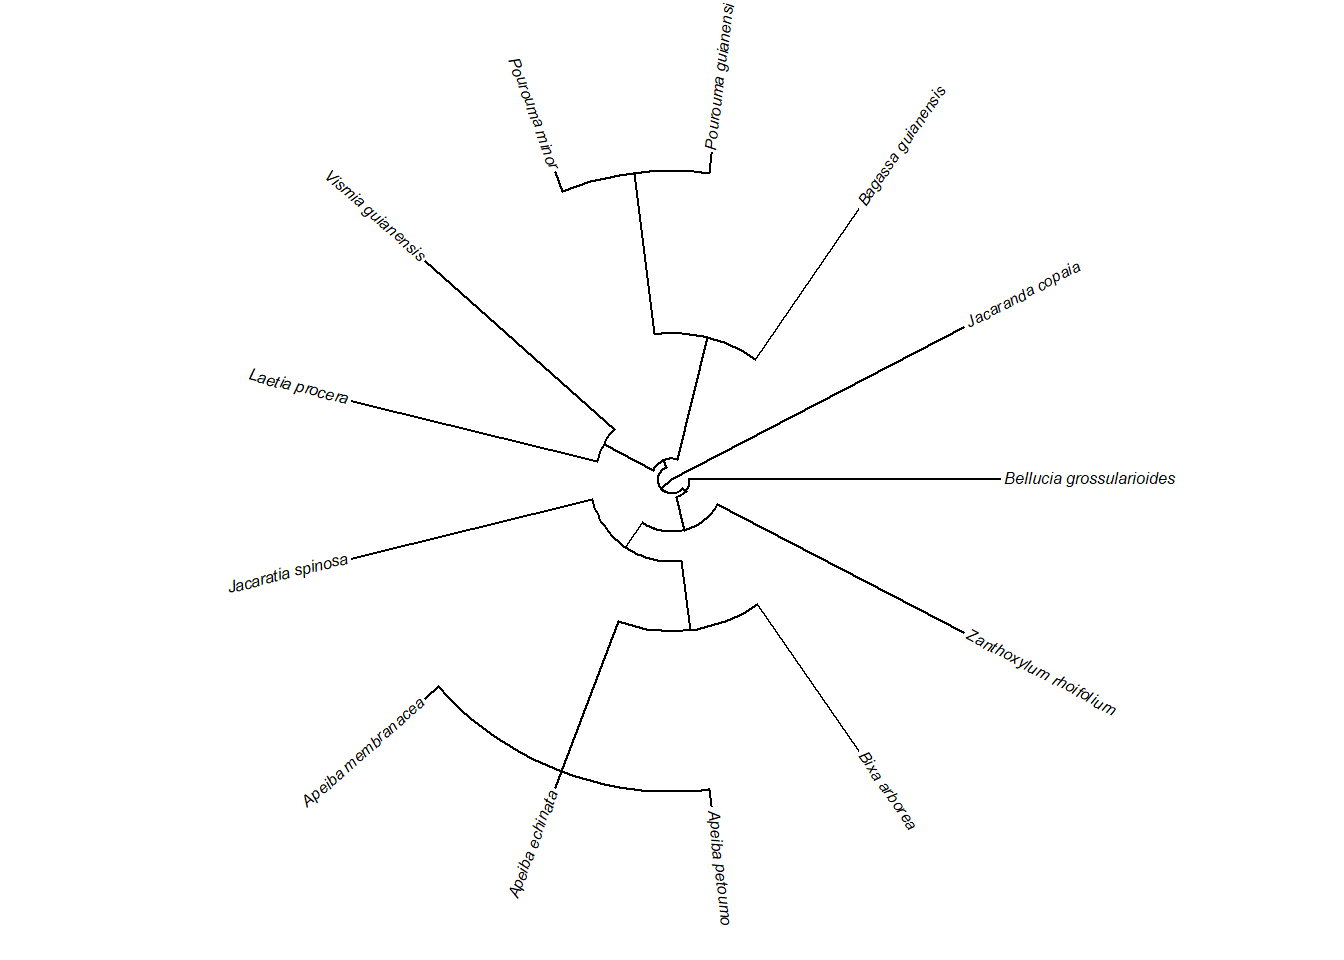 Pourouma guianensi
Pourouma minor
Bagassa guianensis
Vismia guianensis
Jacaranda copaia
Laetia procera
Bellucia grossularioides
Jacaratia spinosa
Zanthoxylum rhoifolium
Apeiba membranacea
Bixa arborea
Apeiba echinata
Apeiba petoumo